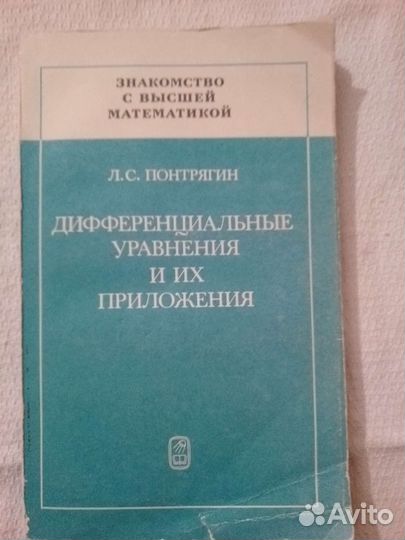 ЗНАКОМСТВО
С ВЫСШЕЙ
МАТЕМАТИКОЙ
Л.С. ПОНТРЯГИН
ДИФФЕРЕНЦИАЛЬНЫЕ
УРАВНЕНИЯ
И ИХ
ПРИЛОЖЕНИЯ
Avito